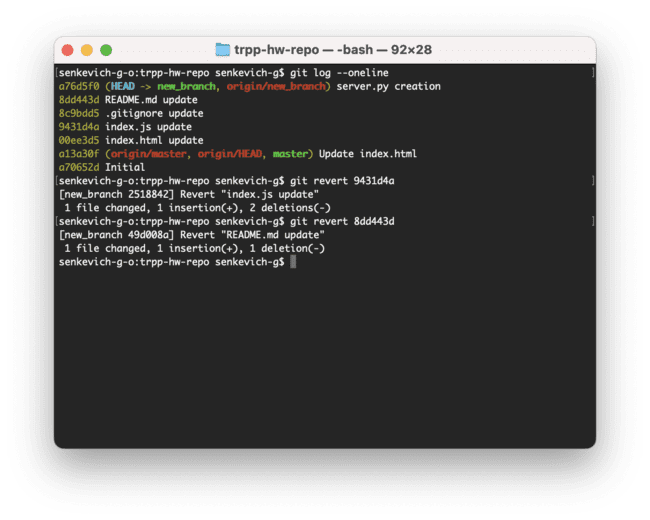 trpp-hw-repo — -bash — 92×28
[senkevich-g-o:trpp-hw-repo senkevich-g$ git log --oneline ]
a76d5f0 (HEAD -> new_branch, origin/new_branch) server.py creation
8dd443d README.md update
8c9bdd5 .gitignore update
9431d4a index.js update
00ee3d5 index.html update
a13a30f (origin/master, origin/HEAD, master) Update index.html
a70652d Initial
[senkevich-g-o:trpp-hw-repo senkevich-g$ git revert 9431d4a ]
[new_branch 2518842] Revert "index.js update"
1 file changed, 1 insertion(+), 2 deletions(-)
[senkevich-g-o:trpp-hw-repo senkevich-g$ git revert 8dd443d ]
[new_branch 49d008a] Revert "README.md update"
1 file changed, 1 insertion(+), 1 deletion(-)
senkevich-g-o:trpp-hw-repo senkevich-g$